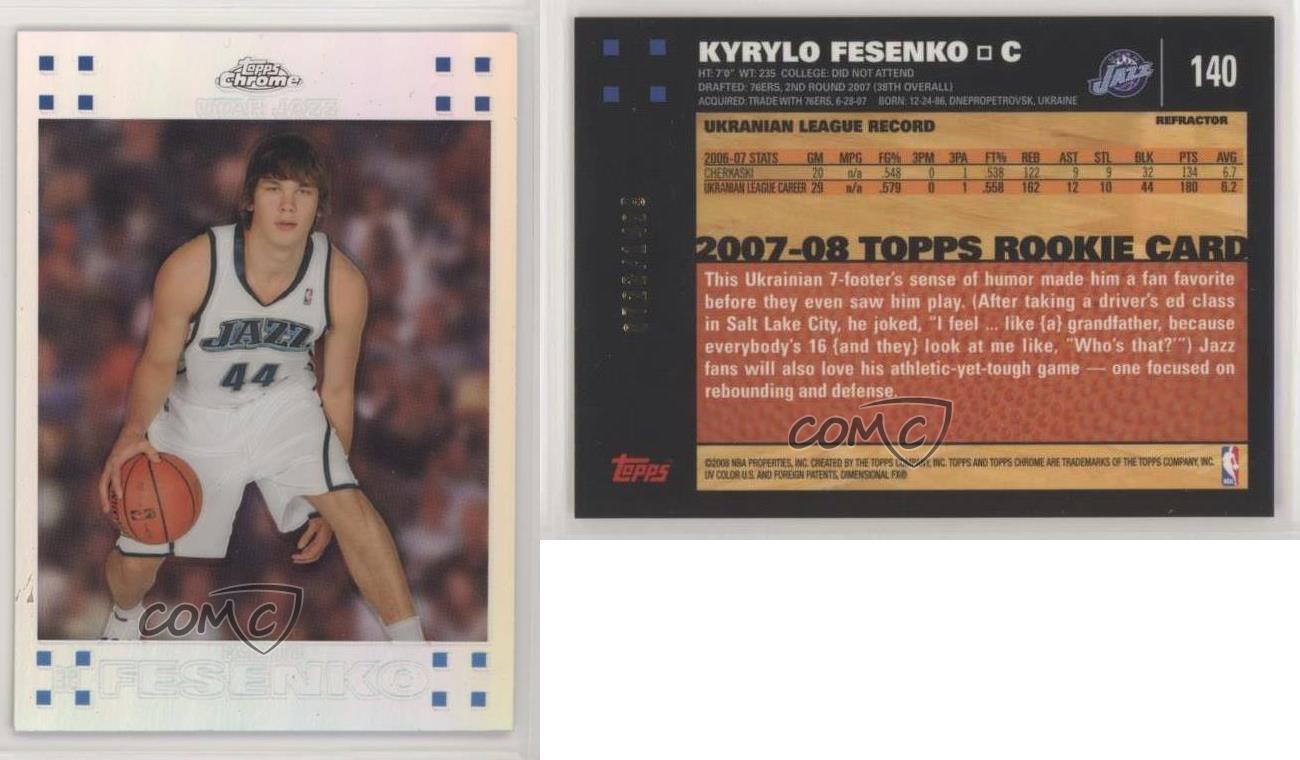 Topps
Chrome
UTAH JAZZ
JAZZ
44
FESENKO
COMC
KYRYLO FESENKO C
HT: 7'0" WT: 235 COLLEGE: DID NOT ATTEND
DRAFTED: 76ERS, 2ND ROUND 2007 (38TH OVERALL)
ACQUIRED: TRADE WITH 76ERS, 6-28-07 BORN: 12-24-86, DNEPROPETROVSK, UKRAINE
JAZZ
140
UKRANIAN LEAGUE RECORD
REFRACTOR
2006-07 STATS GM MPG FG% 3PM 3PA FT% REB AST STL BLK PTS AVG
CHERKASKI 20 n/a .548 0 1 .538 122 9 9 32 134 6.7
UKRANIAN LEAGUE CAREER 29 n/a .579 0 1 .558 162 12 10 44 180 6.2
2007-08 TOPPS ROOKIE CARD
This Ukrainian 7-footer's sense of humor made him a fan favorite
before they even saw him play. (After taking a driver's ed class
in Salt Lake City, he joked, "I feel ... like {a} grandfather, because
everybody's 16 {and they} look at me like, "Who's that?'") Jazz
fans will also love his athletic-yet-tough game — one focused on
rebounding and defense.
COMC
Topps
©2008 NBA PROPERTIES, INC. CREATED BY THE TOPPS COMPANY, INC. TOPPS AND TOPPS CHROME ARE TRADEMARKS OF THE TOPPS COMPANY, INC.
UV COLOR U.S. AND FOREIGN PATENTS, DIMENSIONAL FX®
NBA